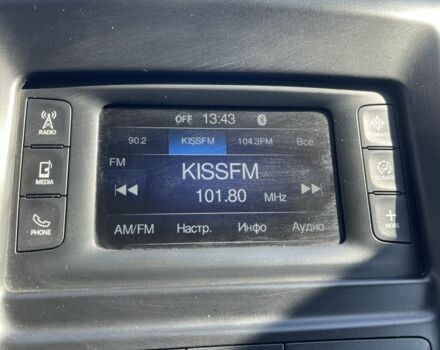 OFF 13:43
90.2 KISSFM 104.3FM Все
FM
KISSFM
101.80 MHz
AM/FM Настр. Инфо Аудио
RADIO
MEDIA
PHONE
CLIMATE
MORE